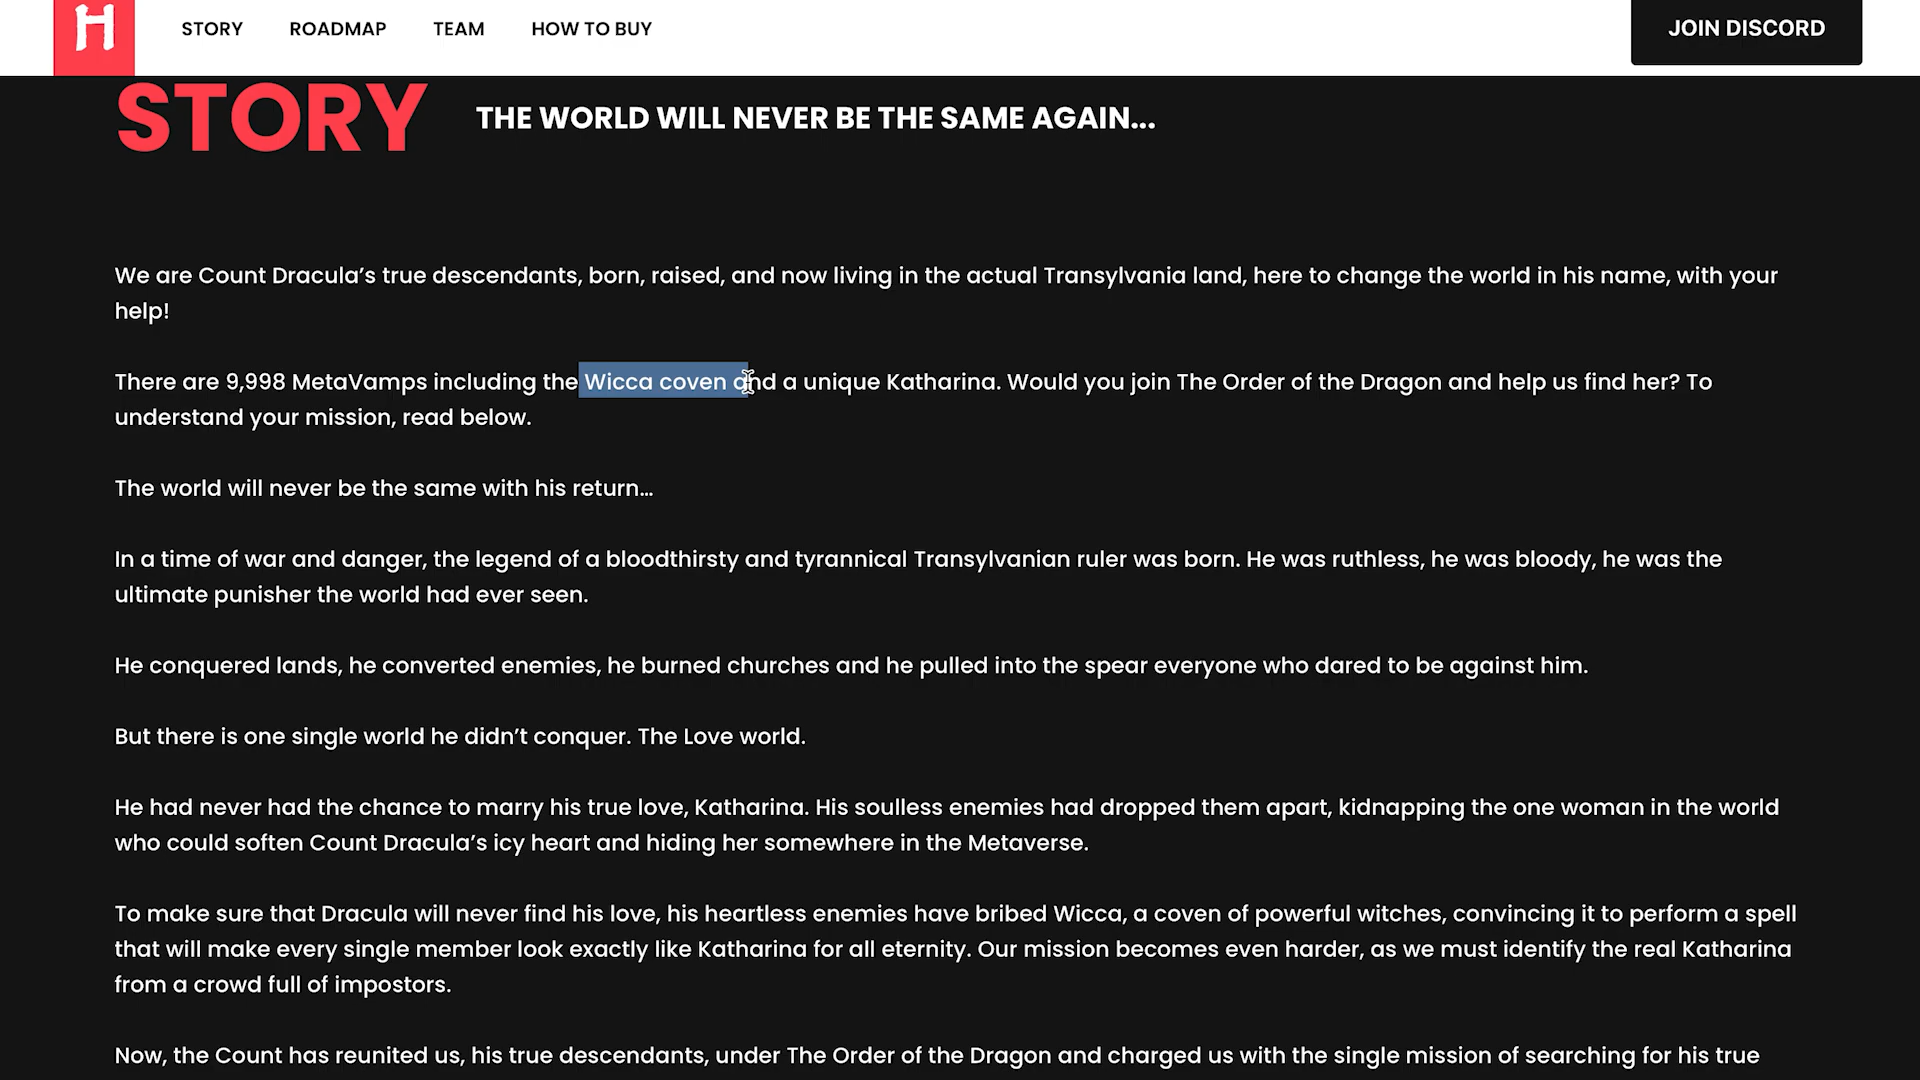 H
STORY ROADMAP TEAM HOW TO BUY JOIN DISCORD
STORY THE WORLD WILL NEVER BE THE SAME AGAIN...
We are Count Dracula’s true descendants, born, raised, and now living in the actual Transylvania land, here to change the world in his name, with your
help!
There are 9,998 MetaVamps including the Wicca coven and a unique Katharina. Would you join The Order of the Dragon and help us find her? To
understand your mission, read below.
The world will never be the same with his return…
In a time of war and danger, the legend of a bloodthirsty and tyrannical Transylvanian ruler was born. He was ruthless, he was bloody, he was the
ultimate punisher the world had ever seen.
He conquered lands, he converted enemies, he burned churches and he pulled into the spear everyone who dared to be against him.
But there is one single world he didn’t conquer. The Love world.
He had never had the chance to marry his true love, Katharina. His soulless enemies had dropped them apart, kidnapping the one woman in the world
who could soften Count Dracula’s icy heart and hiding her somewhere in the Metaverse.
To make sure that Dracula will never find his love, his heartless enemies have bribed Wicca, a coven of powerful witches, convincing it to perform a spell
that will make every single member look exactly like Katharina for all eternity. Our mission becomes even harder, as we must identify the real Katharina
from a crowd full of impostors.
Now, the Count has reunited us, his true descendants, under The Order of the Dragon and charged us with the single mission of searching for his true